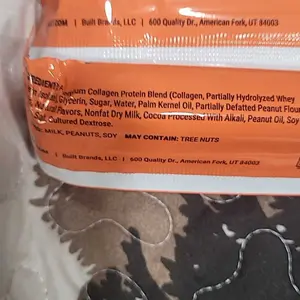 .COM | Built Brands, LLC | 600 Quality Dr., American Fork, UT 84003
Collagen Protein Blend (Collagen, Partially Hydrolyzed Whey
Glycerin, Sugar, Water, Palm Kernel Oil, Partially Defatted Peanut Flour
Flavors, Nonfat Dry Milk, Cocoa Processed With Alkali, Peanut Oil, Soy
Cultured Dextrose.
MILK, PEANUTS, SOY MAY CONTAIN: TREE NUTS
Built Brands, LLC | 600 Quality Dr., American Fork, UT 84003